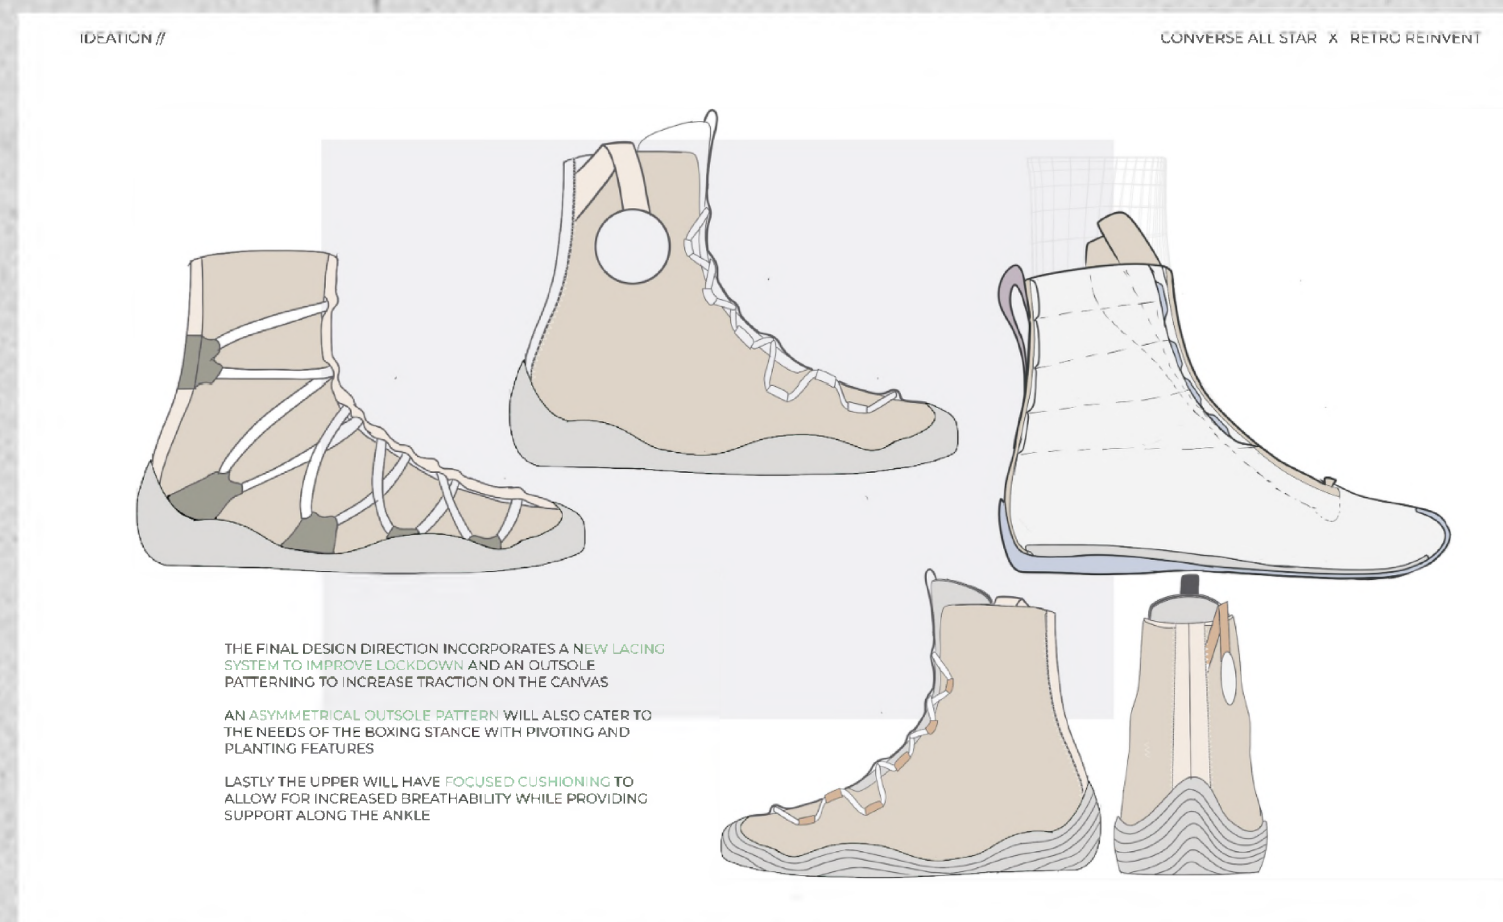 IDEATION //
CONVERSE ALL STAR X RETRO REINVENT
THE FINAL DESIGN DIRECTION INCORPORATES A NEW LACING
SYSTEM TO IMPROVE LOCKDOWN AND AN OUTSOLE
PATTERNING TO INCREASE TRACTION ON THE CANVAS
AN ASYMMETRICAL OUTSOLE PATTERN WILL ALSO CATER TO
THE NEEDS OF THE BOXING STANCE WITH PIVOTING AND
PLANTING FEATURES
LASTLY THE UPPER WILL HAVE FOCUSED CUSHIONING TO
ALLOW FOR INCREASED BREATHABILITY WHILE PROVIDING
SUPPORT ALONG THE ANKLE